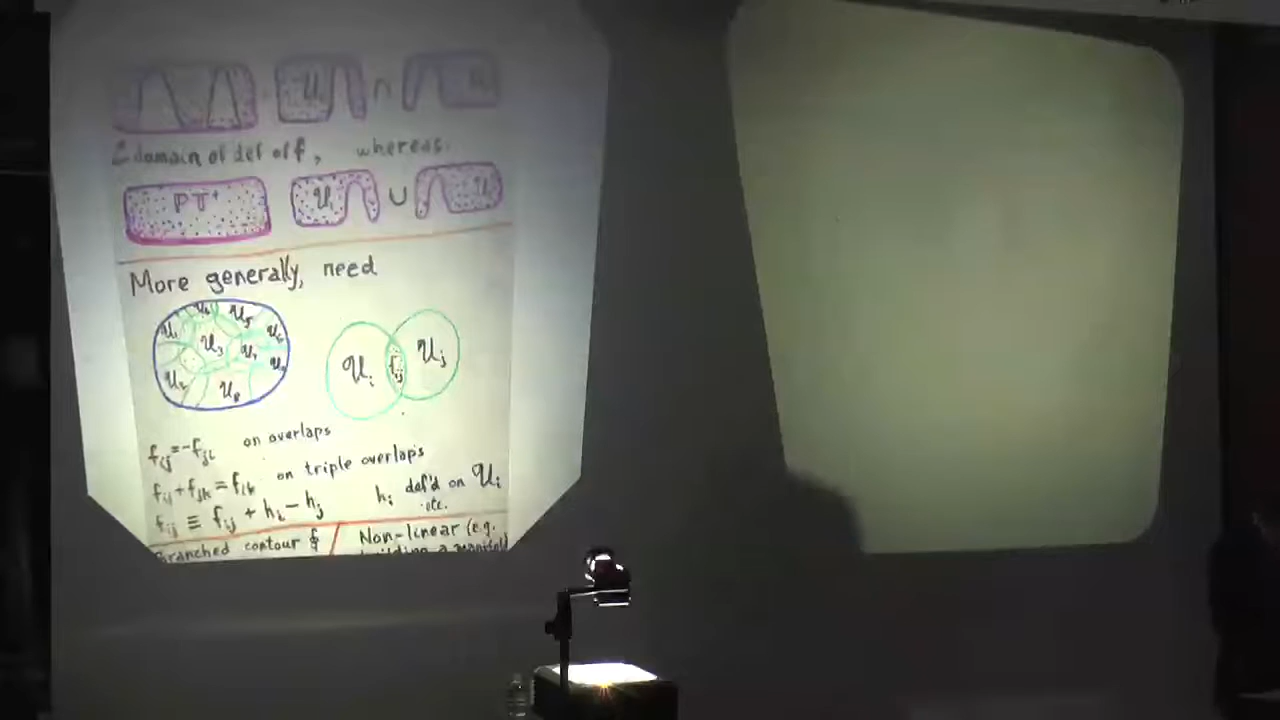 U ∩ U
domain of def of f, whereas
PT⁺ U ∪ U
More generally, need
U₁ U₅ U₃ U₇ U₈
Uᵢ fᵢⱼ Uⱼ
fᵢⱼ = -fⱼᵢ on overlaps
fᵢⱼ + fⱼₖ = fᵢₖ on triple overlaps
fᵢⱼ ≡ fᵢⱼ + hᵢ - hⱼ hᵢ def'd on Uᵢ
etc.
Branched contour
Non-linear (e.g.
building a manifold